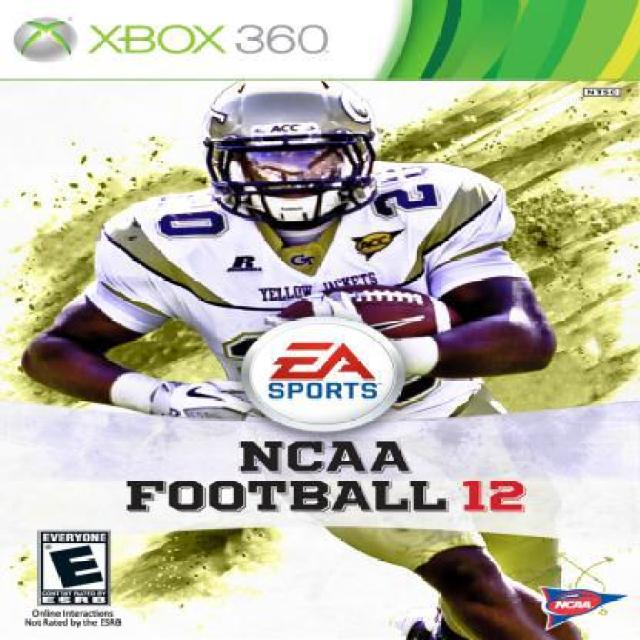 XBOX 360
NTSC
ACC
20
20
R
GT
ACC
YELLOW JACKETS
EA
SPORTS
NCAA
FOOTBALL 12
EVERYONE
E
CONTENT RATED BY
ESRB
Online Interactions
Not Rated by the ESRB
NCAA